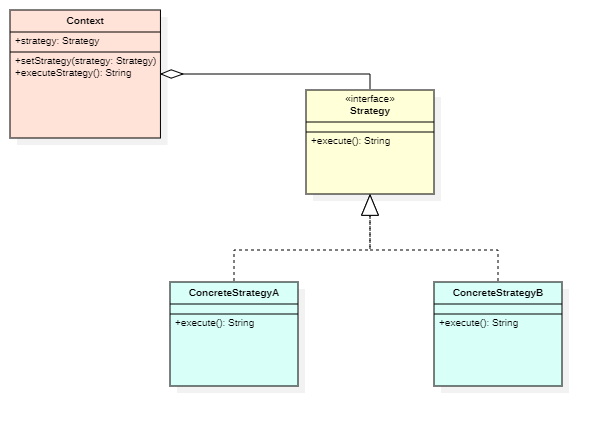 Context
+strategy: Strategy
+setStrategy(strategy: Strategy)
+executeStrategy(): String
«interface»
Strategy
+execute(): String
ConcreteStrategyA
+execute(): String
ConcreteStrategyB
+execute(): String